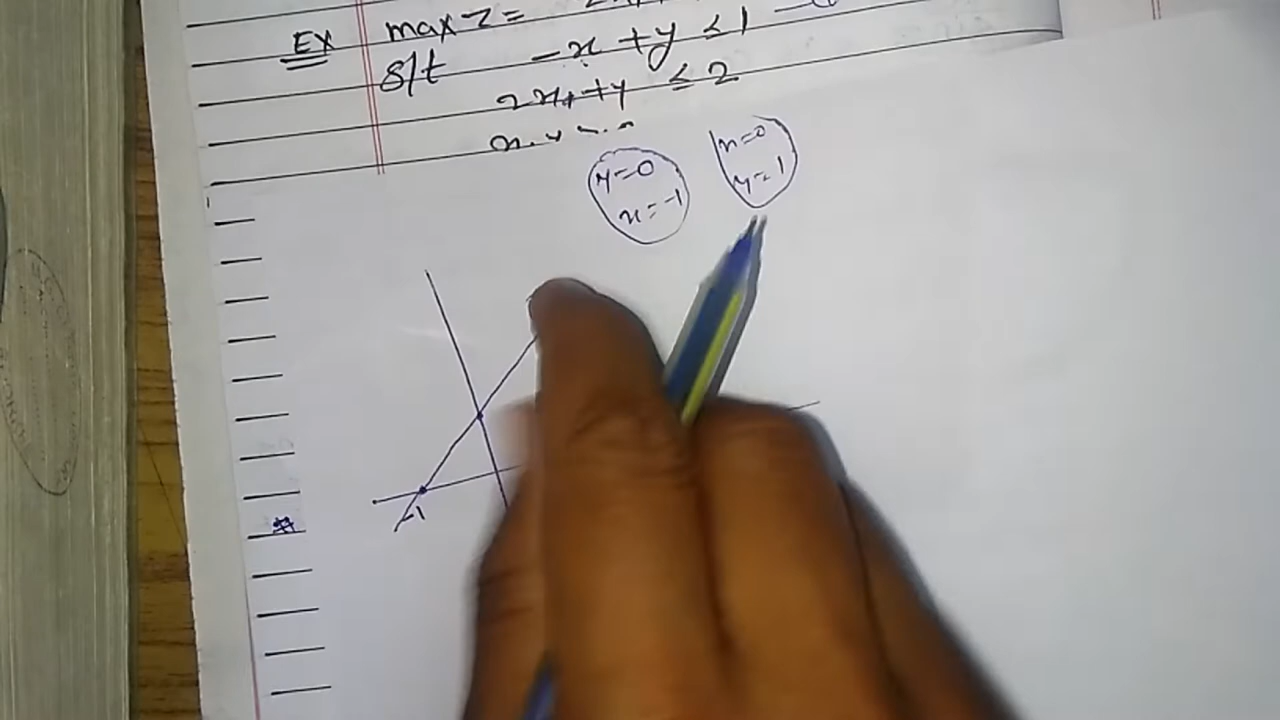 EX max Z =
s/t -x + y ≤ 1
2x + y ≤ 2
y=0
x=-1
x=0
y=1
-1